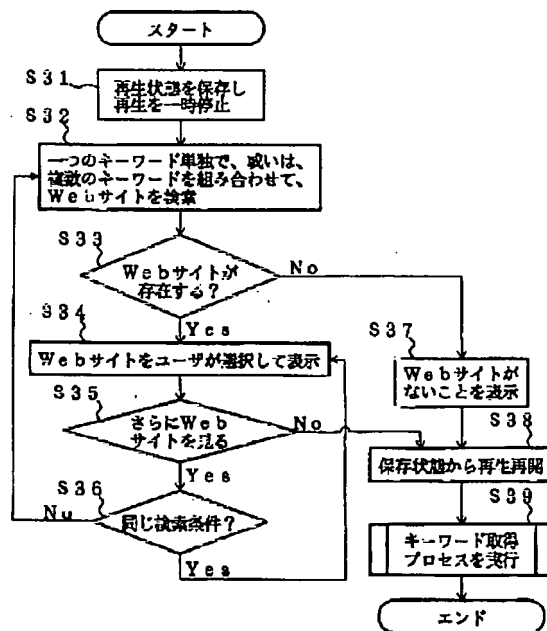 スタート
S31
再生状態を保存し
再生を一時停止
S32
一つのキーワード単独で、或いは、
複数のキーワードを組み合わせて、
Webサイトを検索
S33
Webサイトが
存在する?
No
Yes
S34
Webサイトをユーザが選択して表示
S35
さらにWeb
サイトを見る
No
Yes
S36
同じ検索条件?
No
Yes
S37
Webサイトが
ないことを表示
S38
保存状態から再生再開
S39
キーワード取得
プロセスを実行
エンド